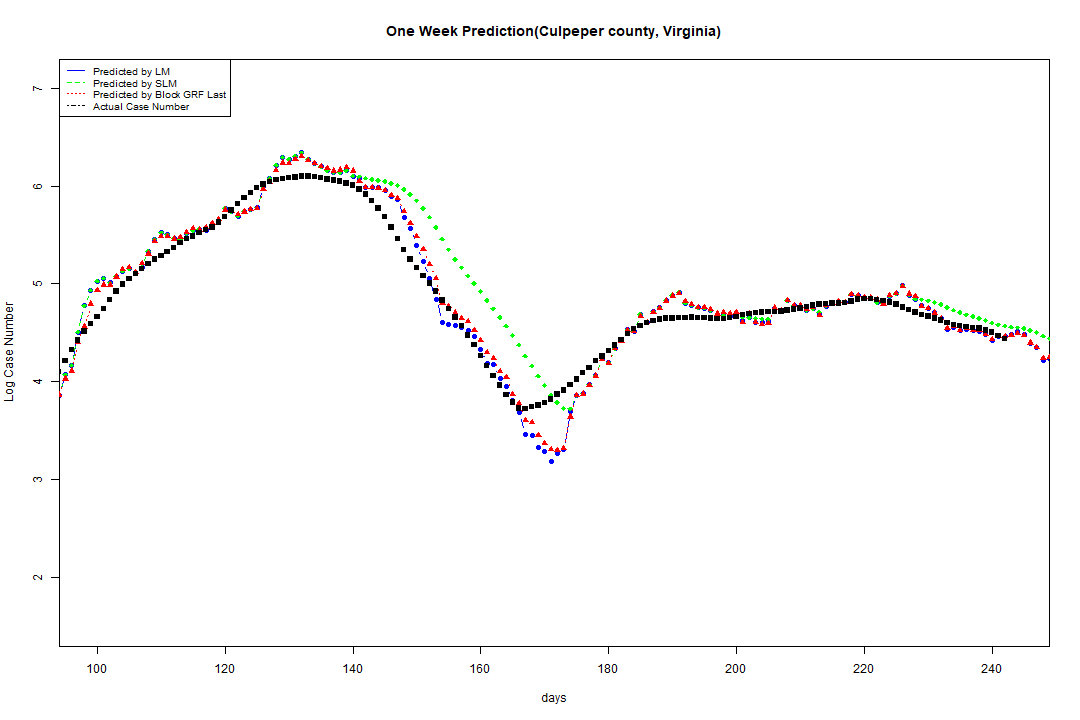 One Week Prediction(Culpeper county, Virginia)
Predicted by LM
Predicted by SLM
Predicted by Block GRF Last
Actual Case Number
7
6
5
4
3
2
Log Case Number
100 120 140 160 180 200 220 240
days